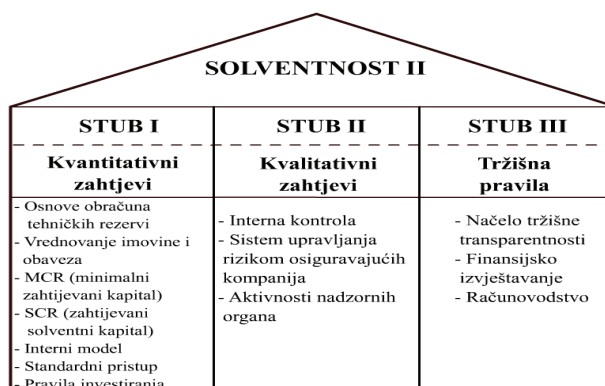 SOLVENTNOST II
STUB I
Kvantitativni
zahtjevi
- Osnove obračuna
tehničkih rezervi
- Vrednovanje imovine i
obaveza
- MCR (minimalni
zahtijevani kapital)
- SCR (zahtijevani
solventni kapital)
- Interni model
- Standardni pristup
- Pravila investiranja
STUB II
Kvalitativni
zahtjevi
- Interna kontrola
- Sistem upravljanja
rizikom osiguravajućih
kompanija
- Aktivnosti nadzornih
organa
STUB III
Tržišna
pravila
- Načelo tržišne
transparentnosti
- Finansijsko
izvještavanje
- Računovodstvo